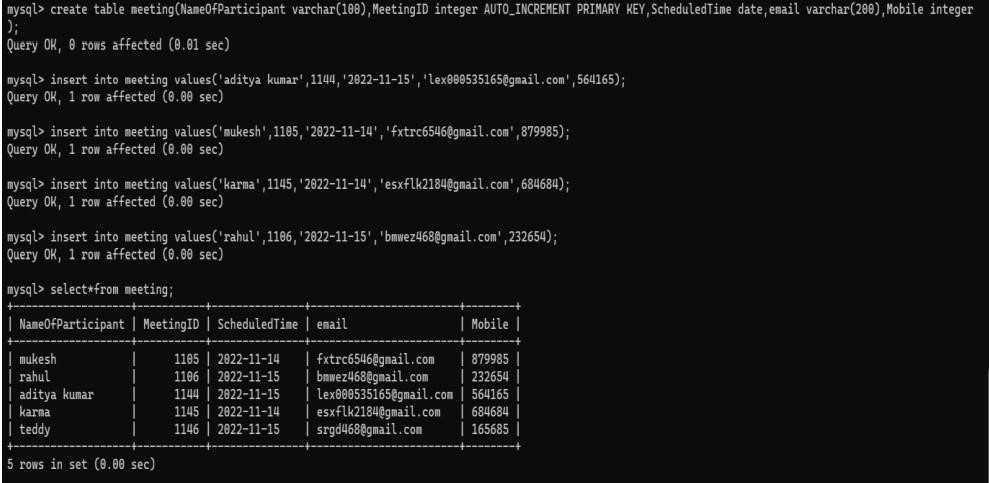 mysql> create table meeting(NameOfParticipant varchar(100),MeetingID integer AUTO_INCREMENT PRIMARY KEY,ScheduledTime date,email varchar(200),Mobile integer
);
Query OK, 0 rows affected (0.01 sec)
mysql> insert into meeting values('aditya kumar',1144,'2022-11-15','lex000535165@gmail.com',564165);
Query OK, 1 row affected (0.00 sec)
mysql> insert into meeting values('mukesh',1105,'2022-11-14','fxtrc6546@gmail.com',879985);
Query OK, 1 row affected (0.00 sec)
mysql> insert into meeting values('karma',1145,'2022-11-14','esxflk2184@gmail.com',684684);
Query OK, 1 row affected (0.00 sec)
mysql> insert into meeting values('rahul',1106,'2022-11-15','bmwez468@gmail.com',232654);
Query OK, 1 row affected (0.00 sec)
mysql> select*from meeting;
+-------------------+-----------+---------------+------------------------+--------+
| NameOfParticipant | MeetingID | ScheduledTime | email                  | Mobile |
+-------------------+-----------+---------------+------------------------+--------+
| mukesh            |      1105 | 2022-11-14    | fxtrc6546@gmail.com    | 879985 |
| rahul             |      1106 | 2022-11-15    | bmwez468@gmail.com     | 232654 |
| aditya kumar      |      1144 | 2022-11-15    | lex000535165@gmail.com | 564165 |
| karma             |      1145 | 2022-11-14    | esxflk2184@gmail.com   | 684684 |
| teddy             |      1146 | 2022-11-15    | srgd468@gmail.com      | 165685 |
+-------------------+-----------+---------------+------------------------+--------+
5 rows in set (0.00 sec)